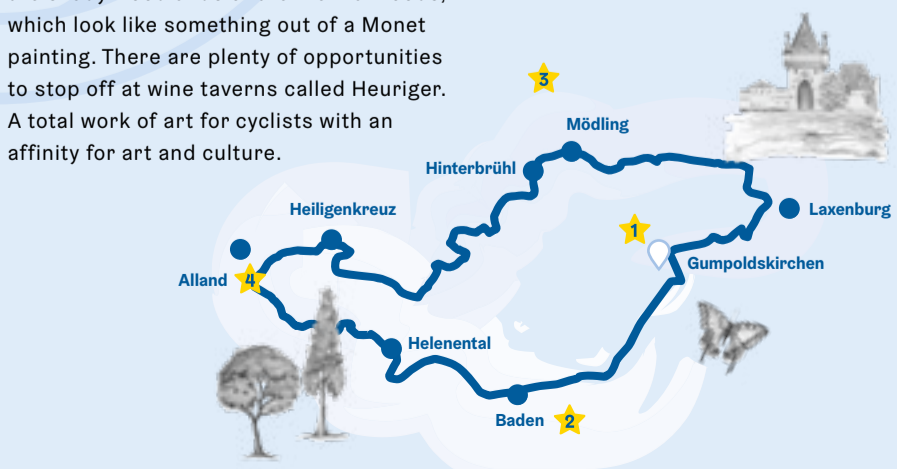 which look like something out of a Monet
painting. There are plenty of opportunities
to stop off at wine taverns called Heuriger.
A total work of art for cyclists with an
affinity for art and culture.
3
Mödling
Hinterbrühl
Heiligenkreuz
Laxenburg
1
Gumpoldskirchen
Alland
4
Helenental
Baden
2